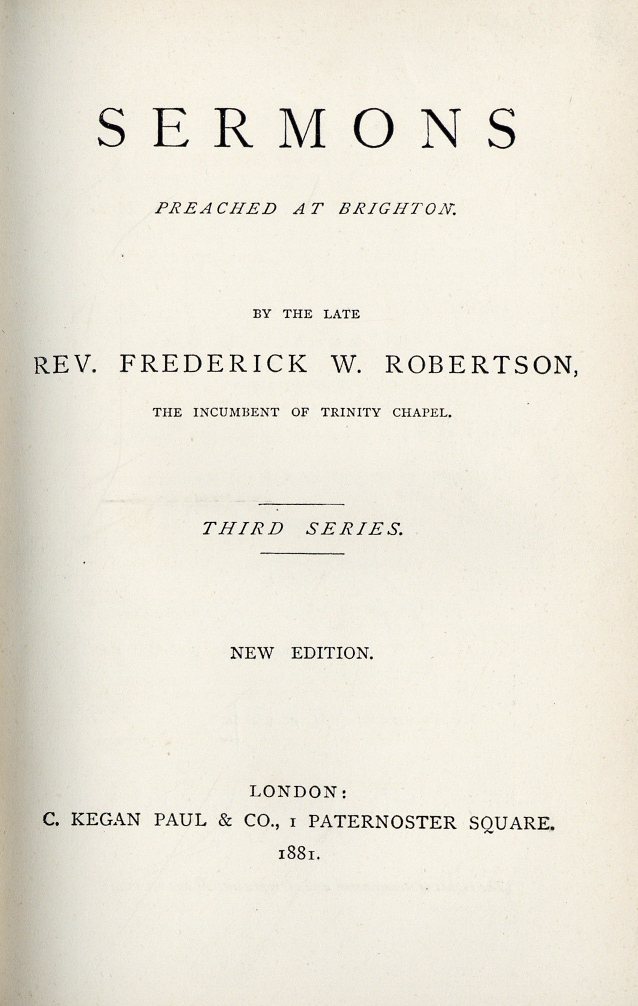 SERMONS
PREACHED AT BRIGHTON.
BY THE LATE
REV. FREDERICK W. ROBERTSON,
THE INCUMBENT OF TRINITY CHAPEL.
THIRD SERIES.
NEW EDITION.
LONDON:
C. KEGAN PAUL & CO., 1 PATERNOSTER SQUARE.
1881.